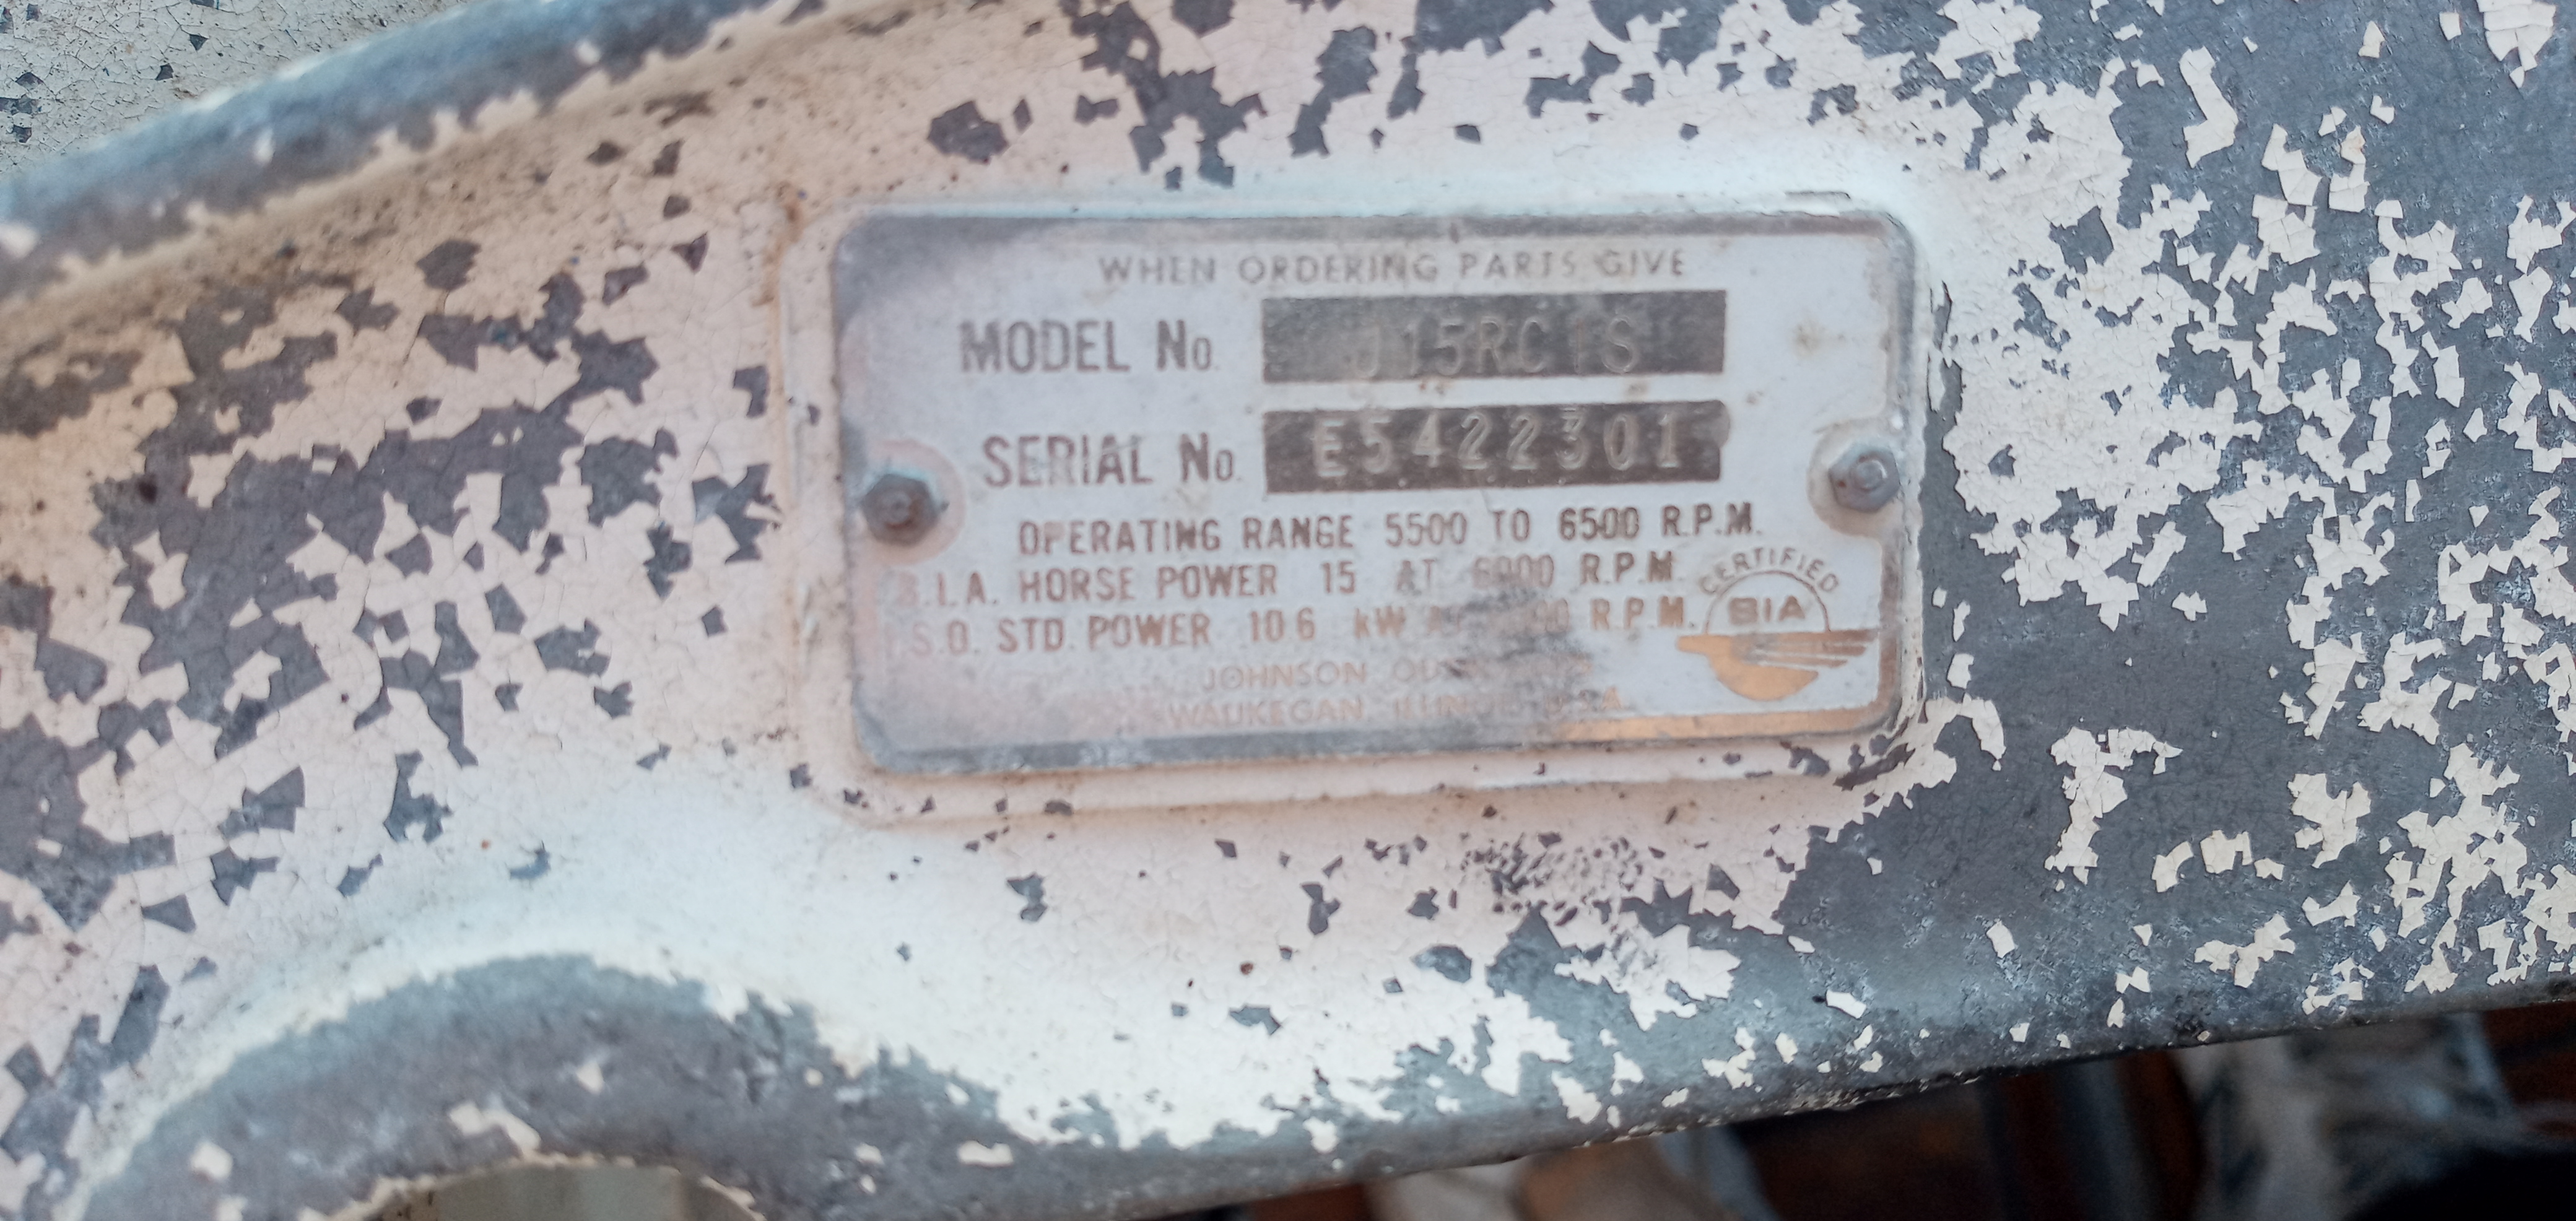 WHEN ORDERING PARTS GIVE
MODEL No. J15RCIS
SERIAL No. E5422301
OPERATING RANGE 5500 TO 6500 R.P.M.
B.I.A. HORSE POWER 15 AT 6000 R.P.M.
I.S.O. STD. POWER 10.6 kW R.P.M.
CERTIFIED
BIA
JOHNSON
WAUKEGAN